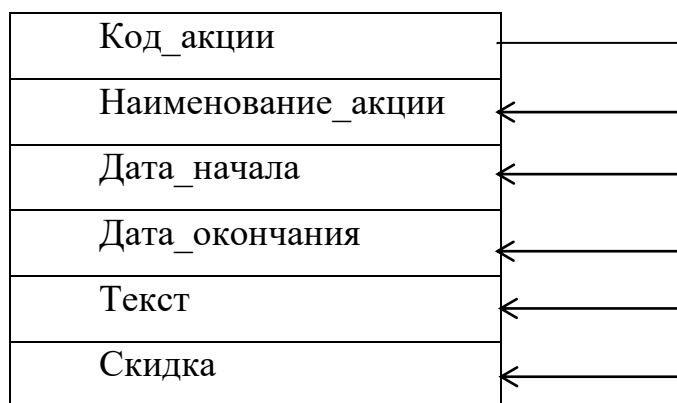 Код_акции
Наименование_акции
Дата_начала
Дата_окончания
Текст
Скидка